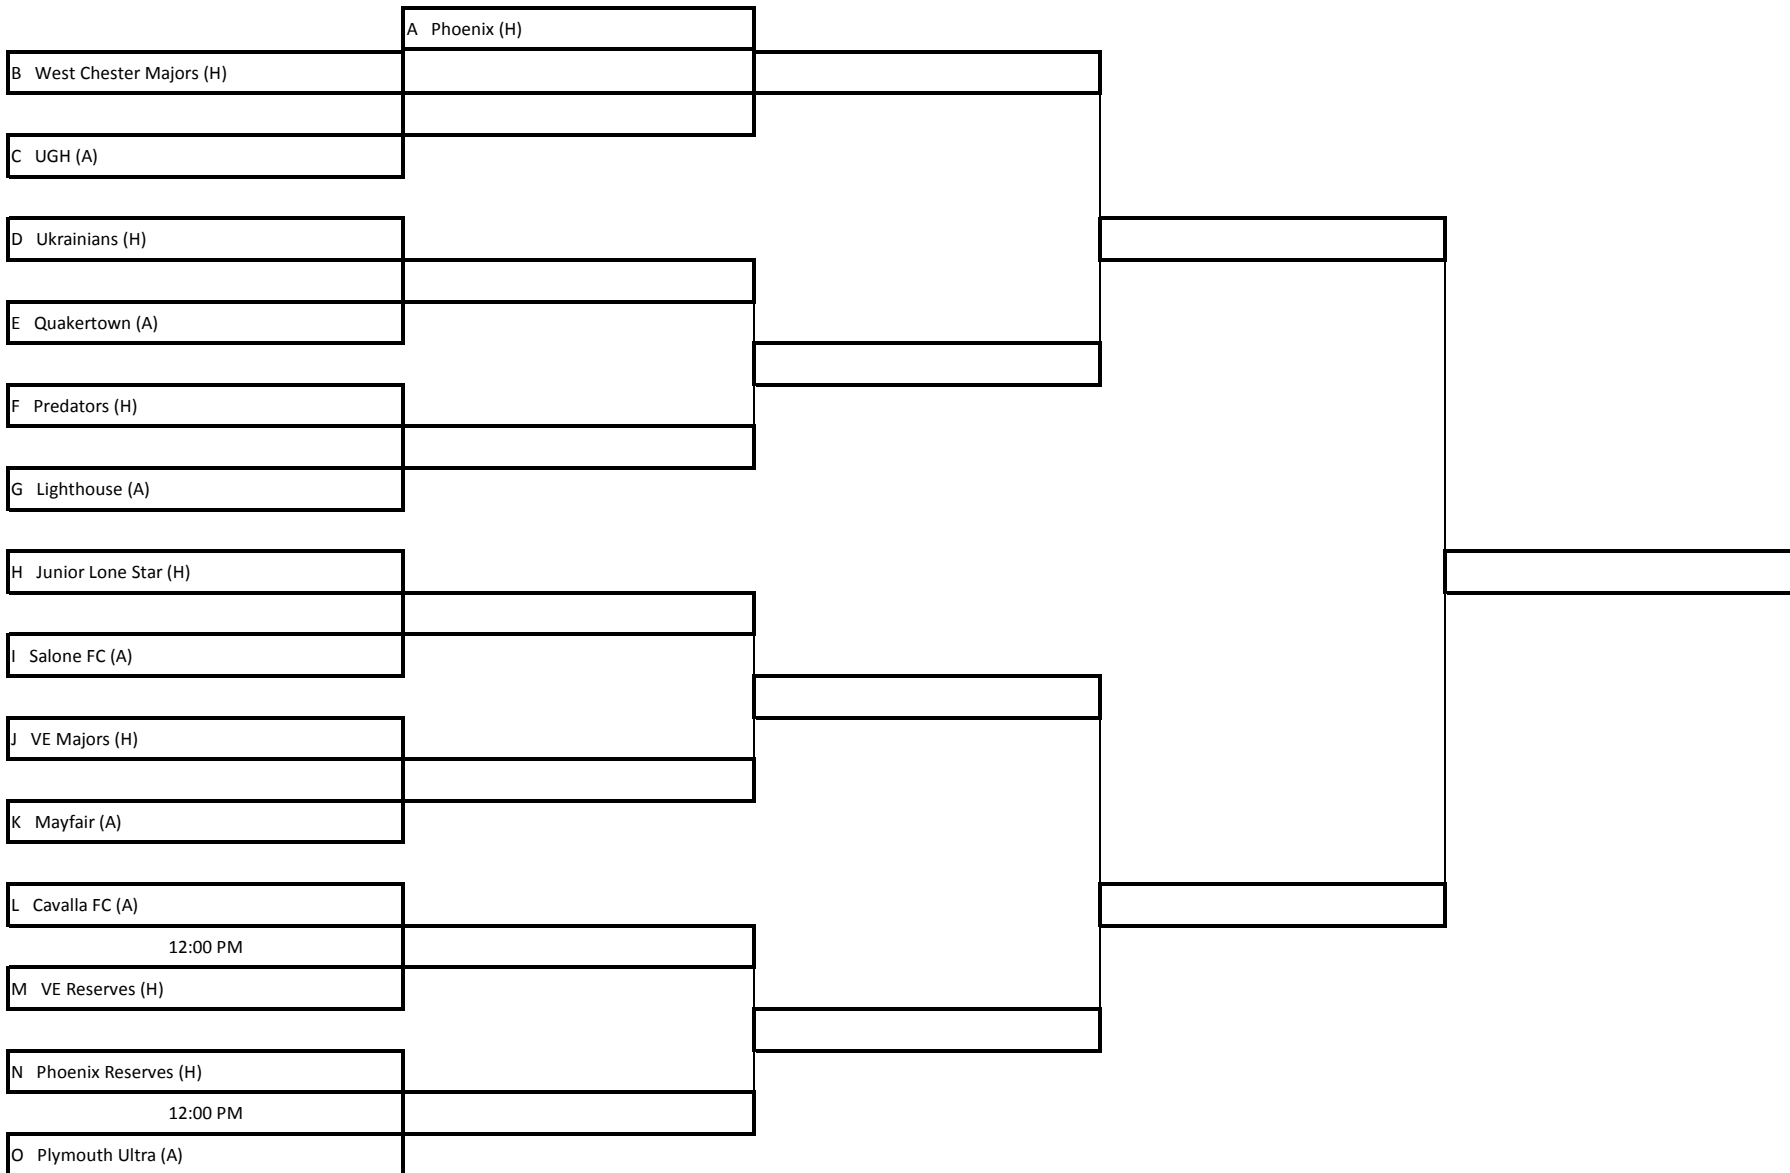 A Phoenix (H)
B West Chester Majors (H)
C UGH (A)
D Ukrainians (H)
E Quakertown (A)
F Predators (H)
G Lighthouse (A)
H Junior Lone Star (H)
I Salone FC (A)
J VE Majors (H)
K Mayfair (A)
L Cavalla FC (A)
12:00 PM
M VE Reserves (H)
N Phoenix Reserves (H)
12:00 PM
O Plymouth Ultra (A)